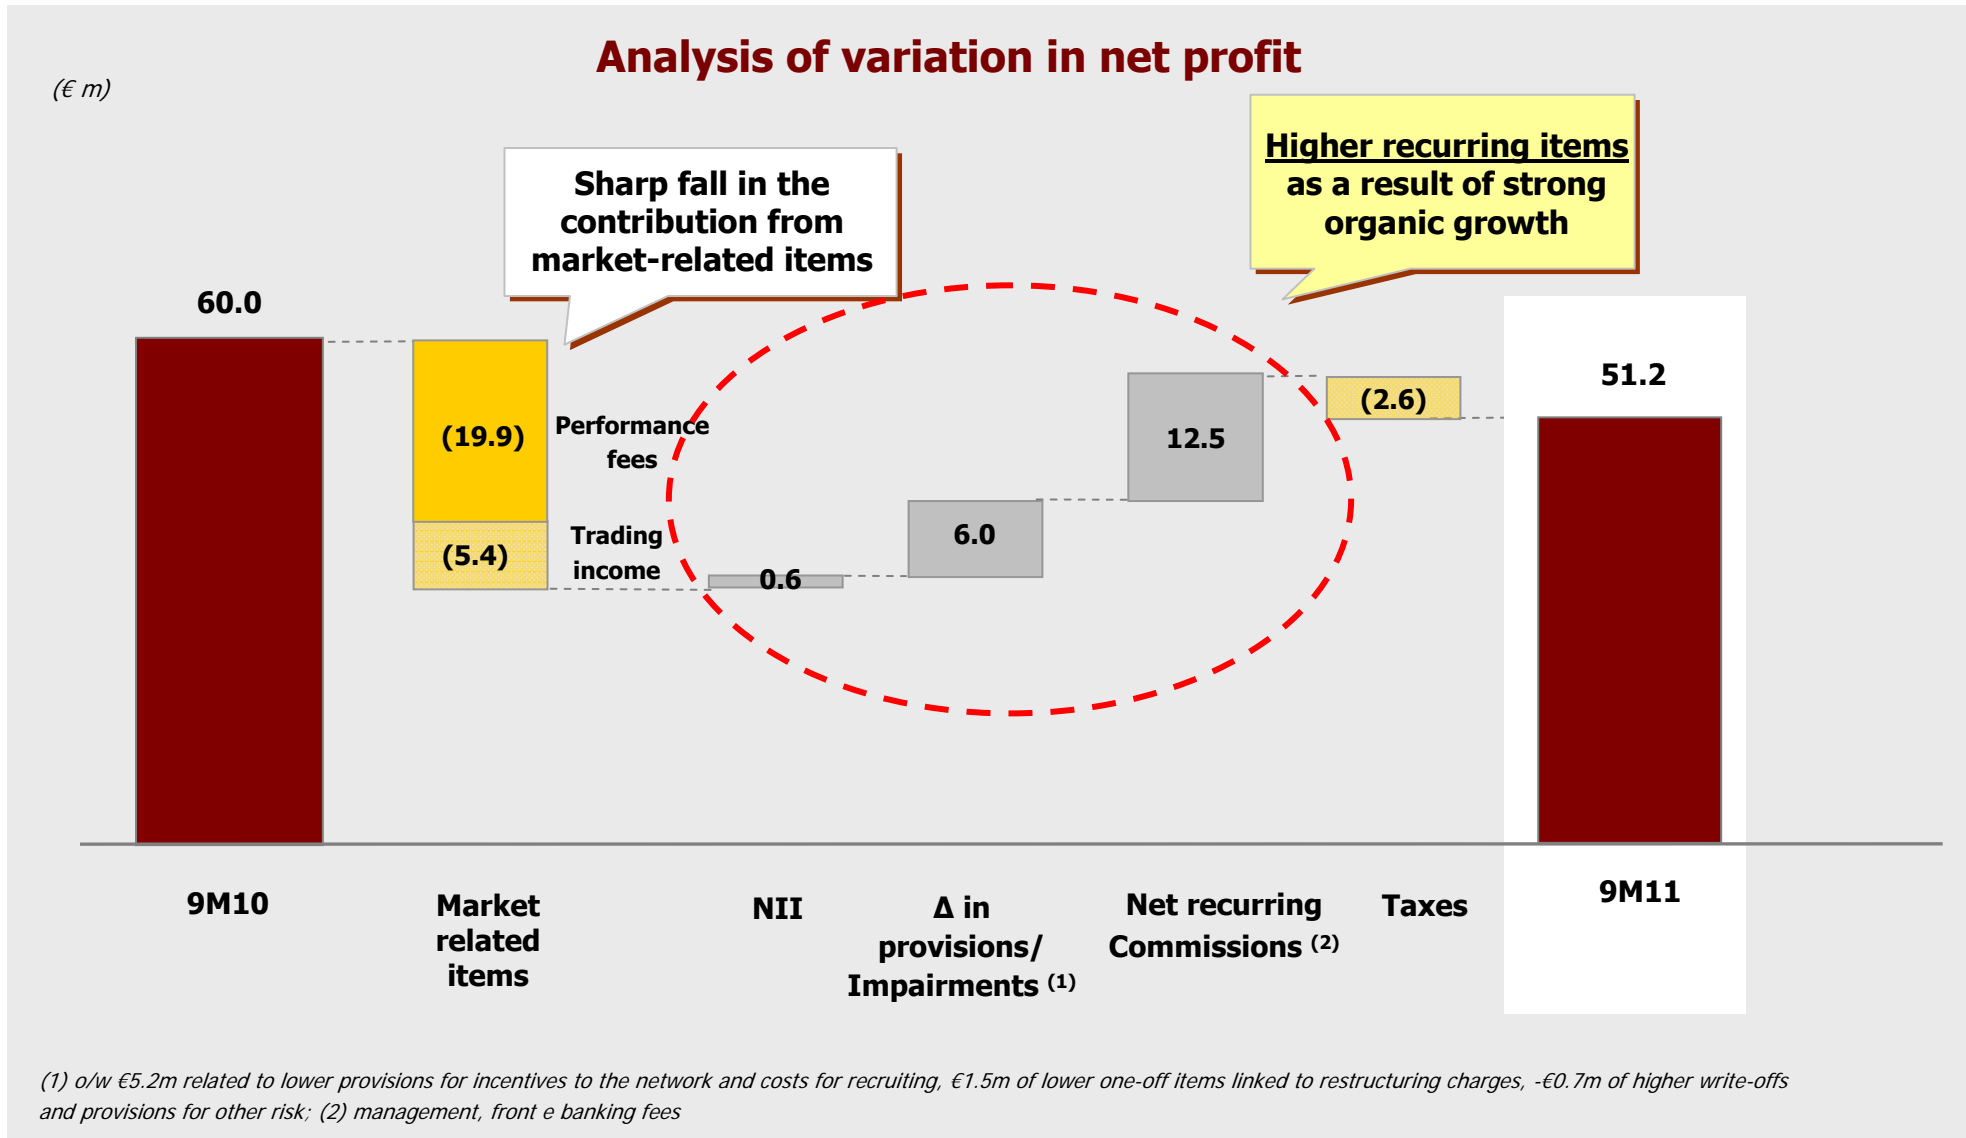 Analysis of variation in net profit
(€ m)
Higher recurring items
as a result of strong
organic growth
Sharp fall in the
contribution from
market-related items
60.0
51.2
(19.9)
Performance
fees
(5.4)
Trading
income
0.6
6.0
12.5
(2.6)
9M10
Market
related
items
NII
Δ in
provisions/
Impairments (1)
Net recurring
Commissions (2)
Taxes
9M11
(1) o/w €5.2m related to lower provisions for incentives to the network and costs for recruiting, €1.5m of lower one-off items linked to restructuring charges, -€0.7m of higher write-offs
and provisions for other risk; (2) management, front e banking fees